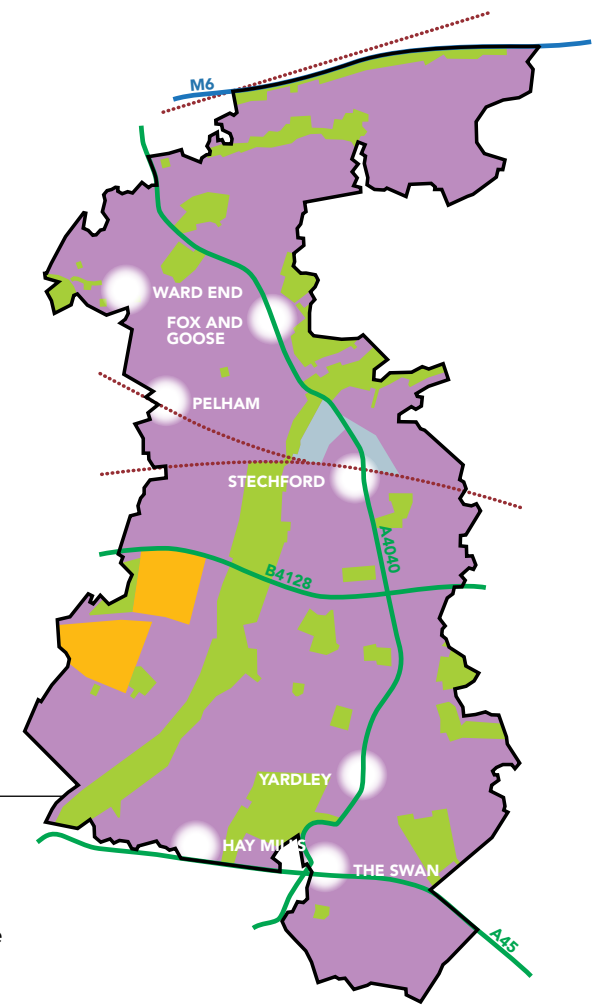 M6
WARD END
FOX AND
GOOSE
PELHAM
STECHFORD
A4040
B4128
YARDLEY
HAY MILLS
THE SWAN
A45